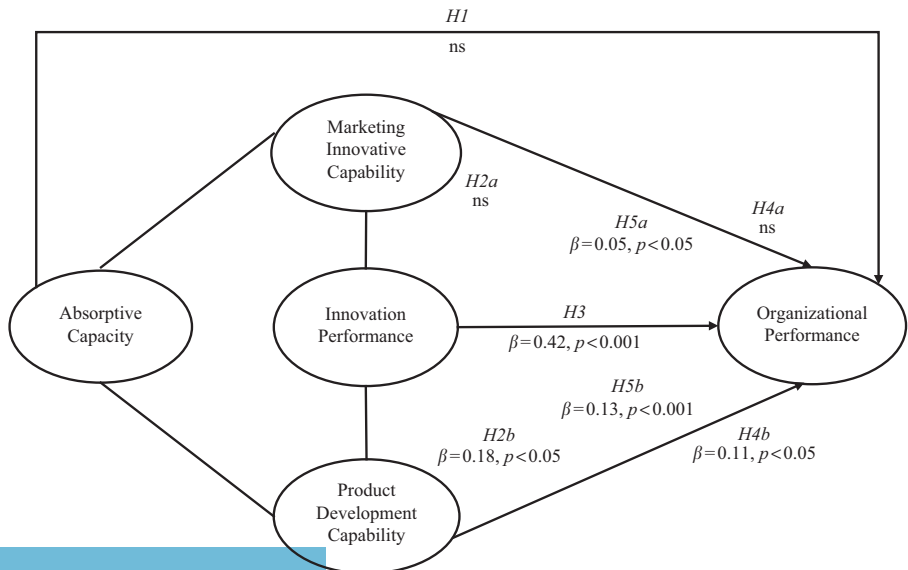 H1
ns
Marketing
Innovative
Capability
H2a
ns
H5a
β=0.05, p<0.05
H4a
ns
Absorptive
Capacity
Innovation
Performance
H3
β=0.42, p<0.001
Organizational
Performance
H5b
β=0.13, p<0.001
H2b
β=0.18, p<0.05
H4b
β=0.11, p<0.05
Product
Development
Capability